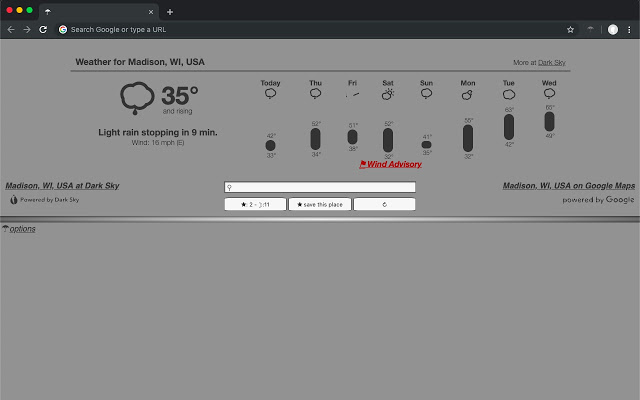 Search Google or type a URL
Weather for Madison, WI, USA
More at Dark Sky
35°
and rising
Light rain stopping in 9 min.
Wind: 16 mph (E)
Today Thu Fri Sat Sun Mon Tue Wed
42° 52° 51° 52° 41° 55° 63° 65°
33° 34° 38° 32° 35° 32° 42° 49°
Wind Advisory
Madison, WI, USA at Dark Sky
Madison, WI, USA on Google Maps
Powered by Dark Sky
★ save this place
powered by Google
options